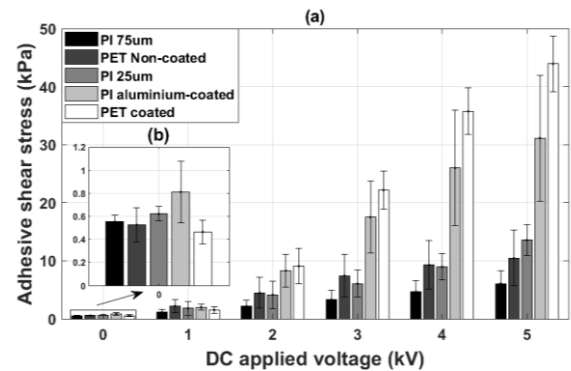 (a)
50
40
30
20
10
0
Adhesive shear stress (kPa)
PI 75um
PET Non-coated
PI 25um
PI aluminium-coated
PET coated
(b)
1.2
1
0.8
0.6
0.4
0.2
0
0
0 1 2 3 4 5
DC applied voltage (kV)